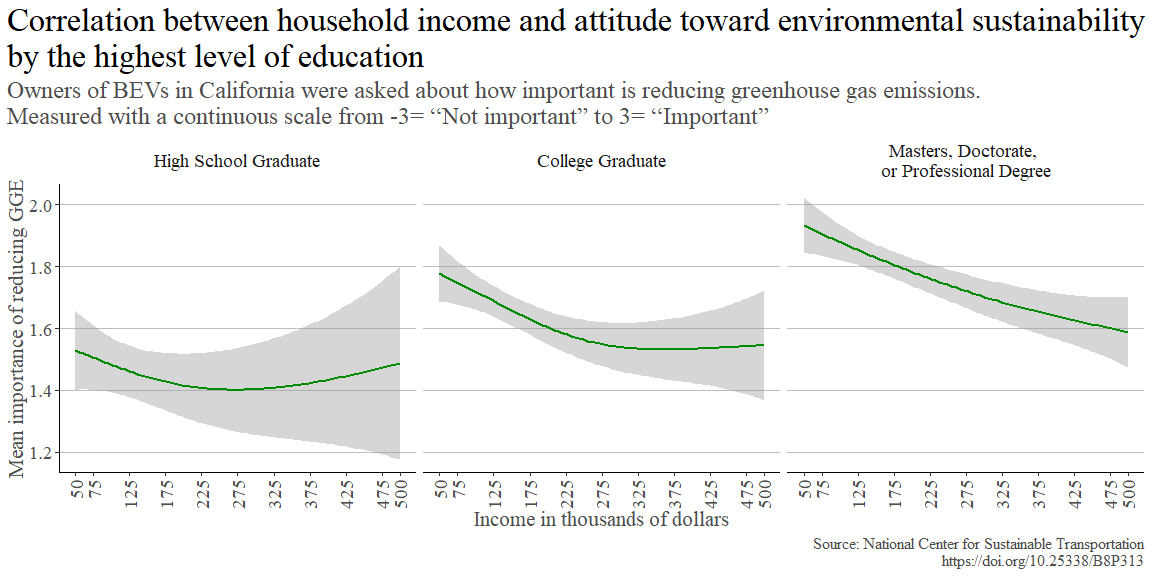 Correlation between household income and attitude toward environmental sustainability
by the highest level of education
Owners of BEVs in California were asked about how important is reducing greenhouse gas emissions.
Measured with a continuous scale from -3= “Not important” to 3= “Important”
High School Graduate
College Graduate
Masters, Doctorate,
or Professional Degree
Mean importance of reducing GGE
2.0
1.8
1.6
1.4
1.2
50 75 125 175 225 275 325 375 425 475 500
50 75 125 175 225 275 325 375 425 475 500
50 75 125 175 225 275 325 375 425 475 500
Income in thousands of dollars
Source: National Center for Sustainable Transportation
https://doi.org/10.25338/B8P313